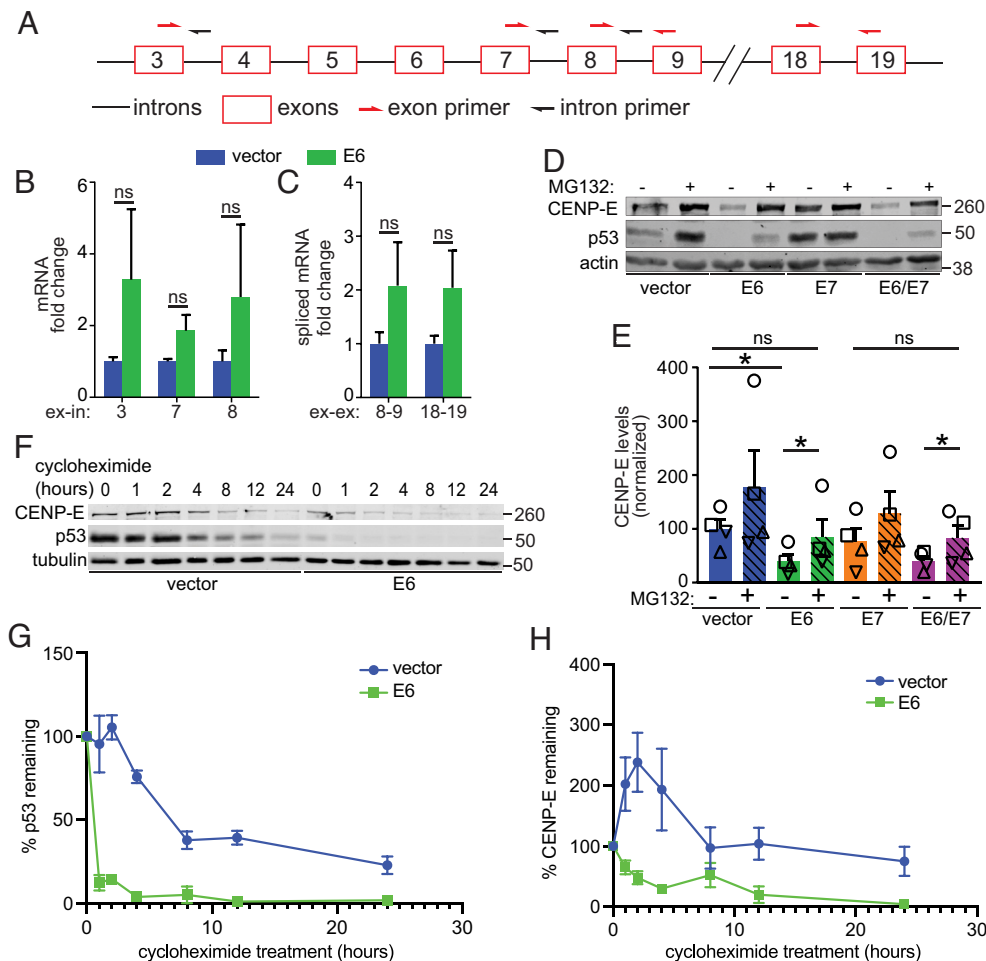 A
3 4 5 6 7 8 9 18 19
introns exons exon primer intron primer
vector E6
B
mRNA
fold change
6
4
2
0
ns ns ns
ex-in: 3 7 8
C
spliced mRNA
fold change
4
3
2
1
0
ns ns
ex-ex: 8-9 18-19
D
MG132: - + - + - + - +
CENP-E 260
p53 50
actin 38
vector E6 E7 E6/E7
E
CENP-E levels
(normalized)
400
300
200
100
0
ns ns
* * *
MG132: - + - + - + - +
vector E6 E7 E6/E7
F
cycloheximide
(hours) 0 1 2 4 8 12 24 0 1 2 4 8 12 24
CENP-E 260
p53 50
tubulin 50
vector E6
G
% p53 remaining
150
100
50
0
vector
E6
0 10 20 30
cycloheximide treatment (hours)
H
% CENP-E remaining
400
300
200
100
0
vector
E6
0 10 20 30
cycloheximide treatment (hours)